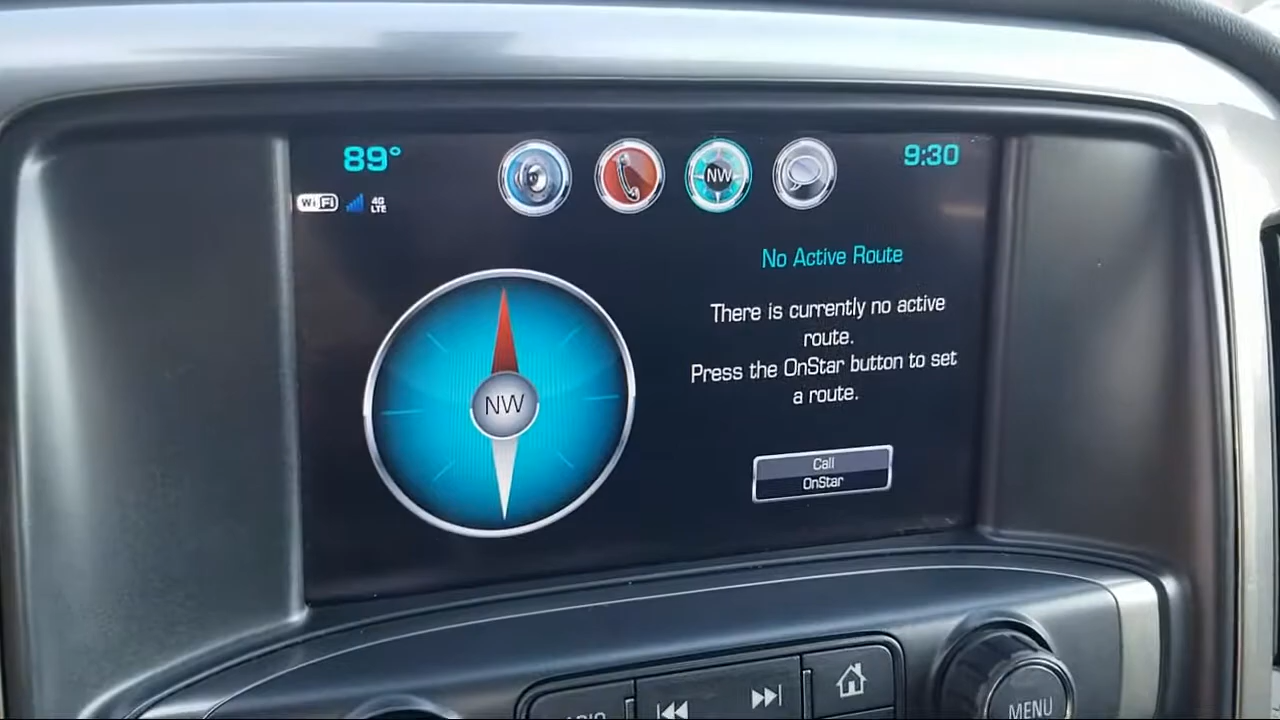 89°
NW
9:30
WiFi
4G
LTE
No Active Route
There is currently no active
route.
Press the OnStar button to set
a route.
NW
Call
OnStar
MENU